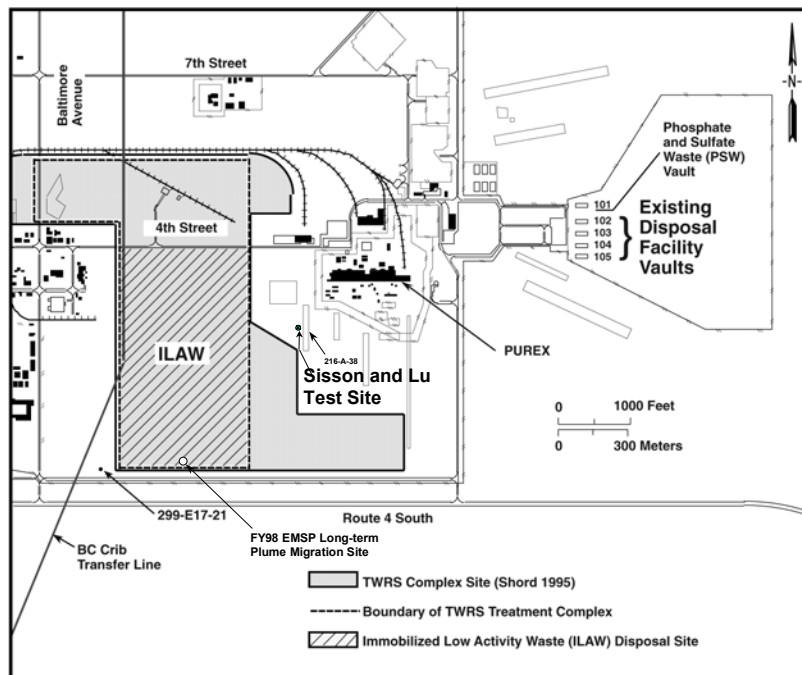 7th Street
Baltimore
Avenue
N
Phosphate
and Sulfate
Waste (PSW)
Vault
101
102
103
104
105
Existing
Disposal
Facility
Vaults
4th Street
ILAW
216-A-38
Sisson and Lu
Test Site
PUREX
0 1000 Feet
0 300 Meters
299-E17-21
Route 4 South
FY98 EMSP Long-term
Plume Migration Site
BC Crib
Transfer Line
TWRS Complex Site (Shord 1995)
Boundary of TWRS Treatment Complex
Immobilized Low Activity Waste (ILAW) Disposal Site